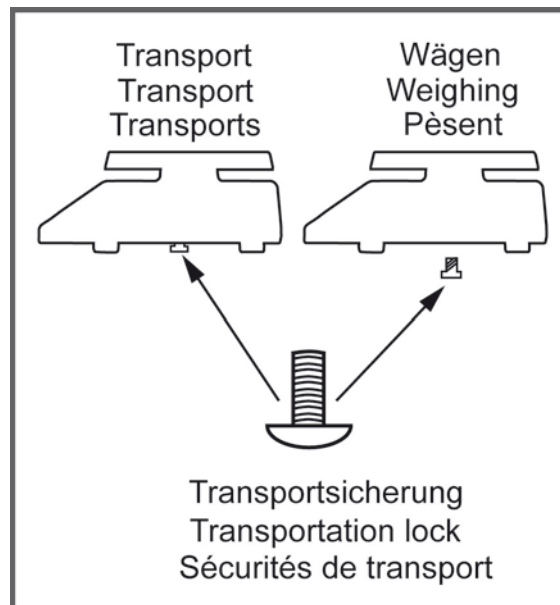 Transport
Transport
Transports
Wägen
Weighing
Pèsent
Transportsicherung
Transportation lock
Sécurités de transport